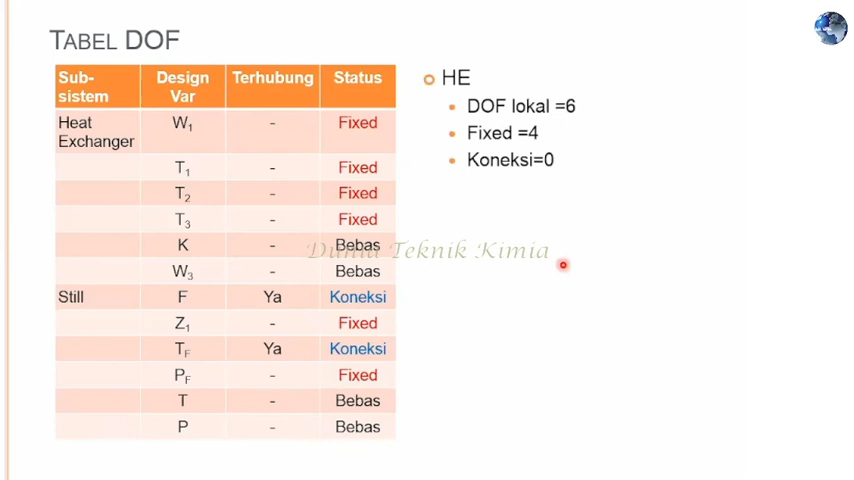 TABEL DOF
Sub-sistem Design Var Terhubung Status
Heat Exchanger W1 - Fixed
T1 - Fixed
T2 - Fixed
T3 - Fixed
K - Bebas
W3 - Bebas
Still F Ya Koneksi
Z1 - Fixed
TF Ya Koneksi
PF - Fixed
T - Bebas
P - Bebas
HE
DOF lokal =6
Fixed =4
Koneksi=0
Dunia Teknik Kimia